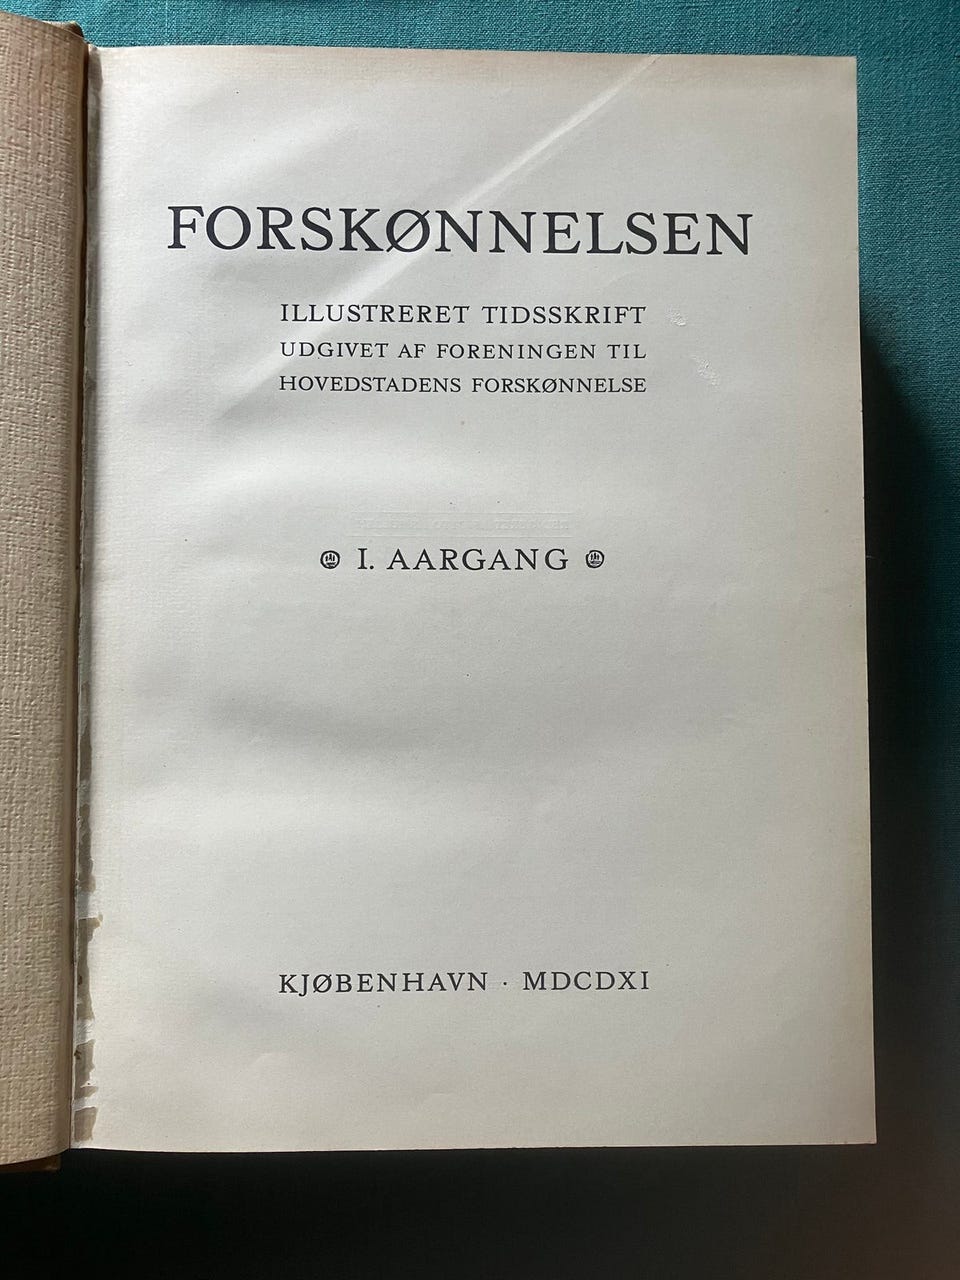 FORSKØNNELSEN
ILLUSTRERET TIDSSKRIFT
UDGIVET AF FORENINGEN TIL
HOVEDSTADENS FORSKØNNELSE
I. AARGANG
KJØBENHAVN · MDCDXI